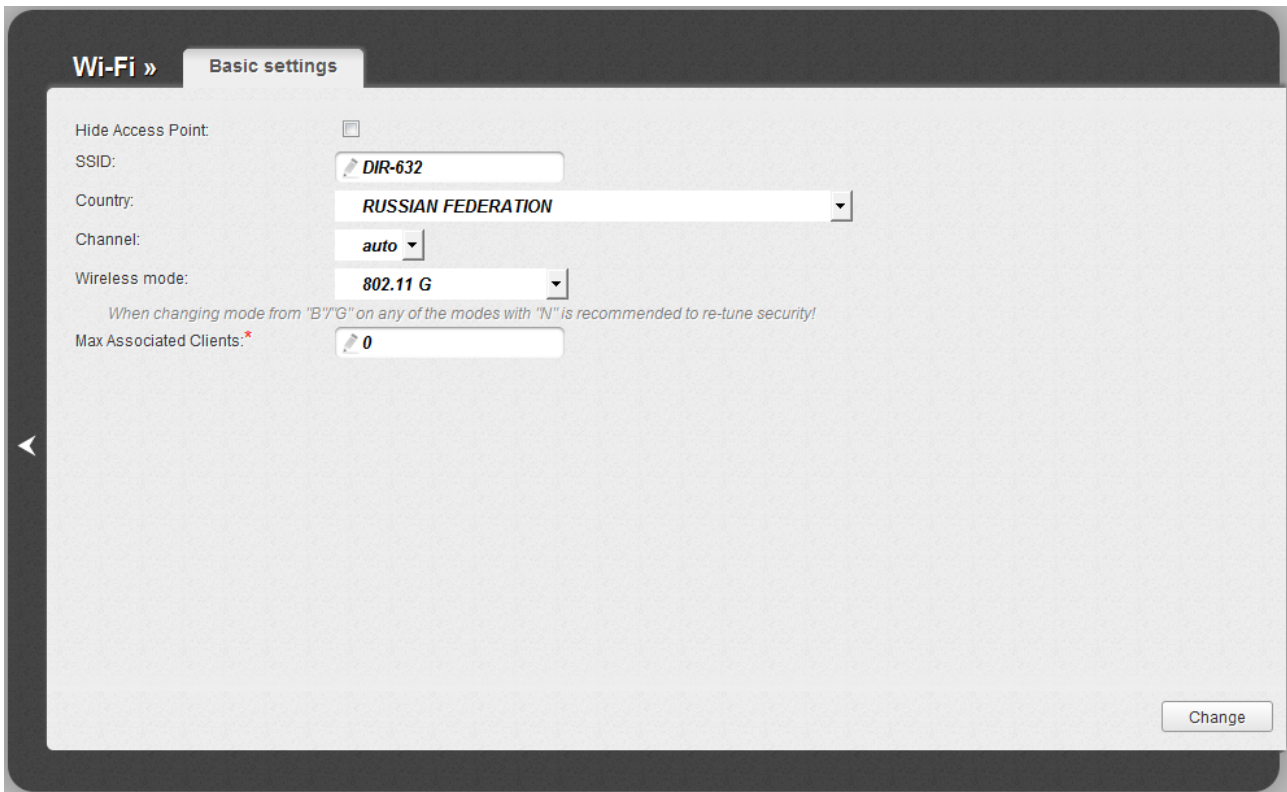 Wi-Fi » Basic settings
Hide Access Point:
SSID: DIR-632
Country: RUSSIAN FEDERATION
Channel: auto
Wireless mode: 802.11 G
When changing mode from "B"/"G" on any of the modes with "N" is recommended to re-tune security!
Max Associated Clients:* 0
Change